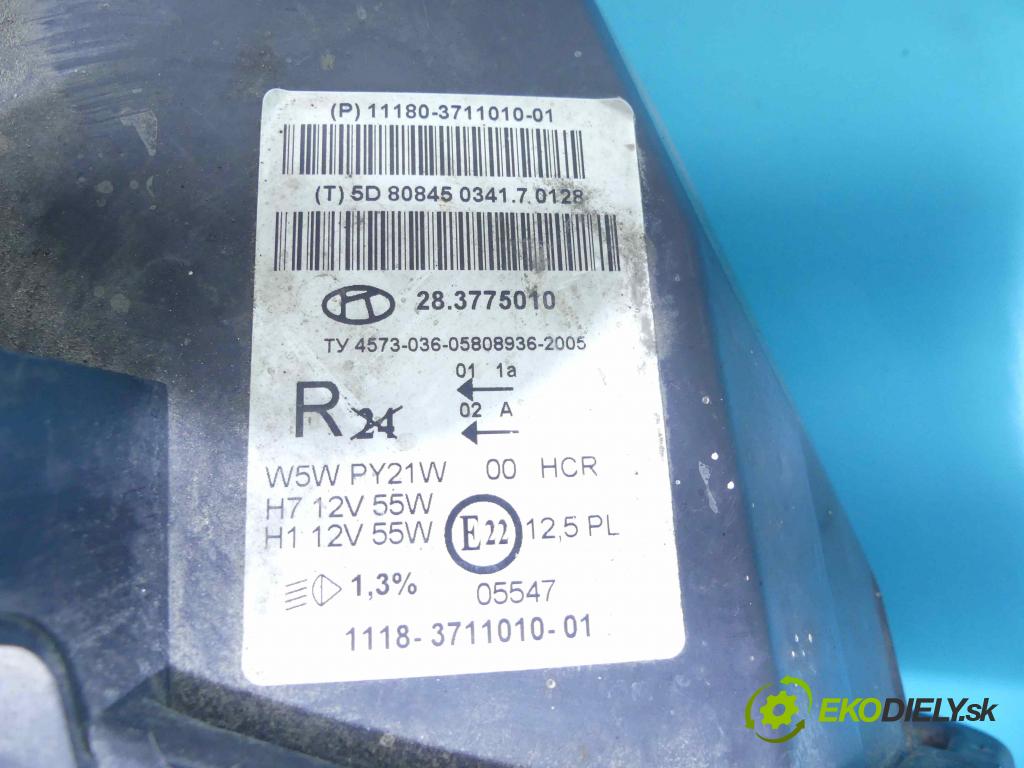 (P) 11180-3711010-01
(T) 5D 80845 0341.7 0128
28.3775010
ТУ 4573-036-05808936-2005
01 1a
R 24
02 A
W5W PY21W 00 HCR
H7 12V 55W
H1 12V 55W E22 12,5 PL
1,3% 05547
1118-3711010-01
EKODIELY.sk